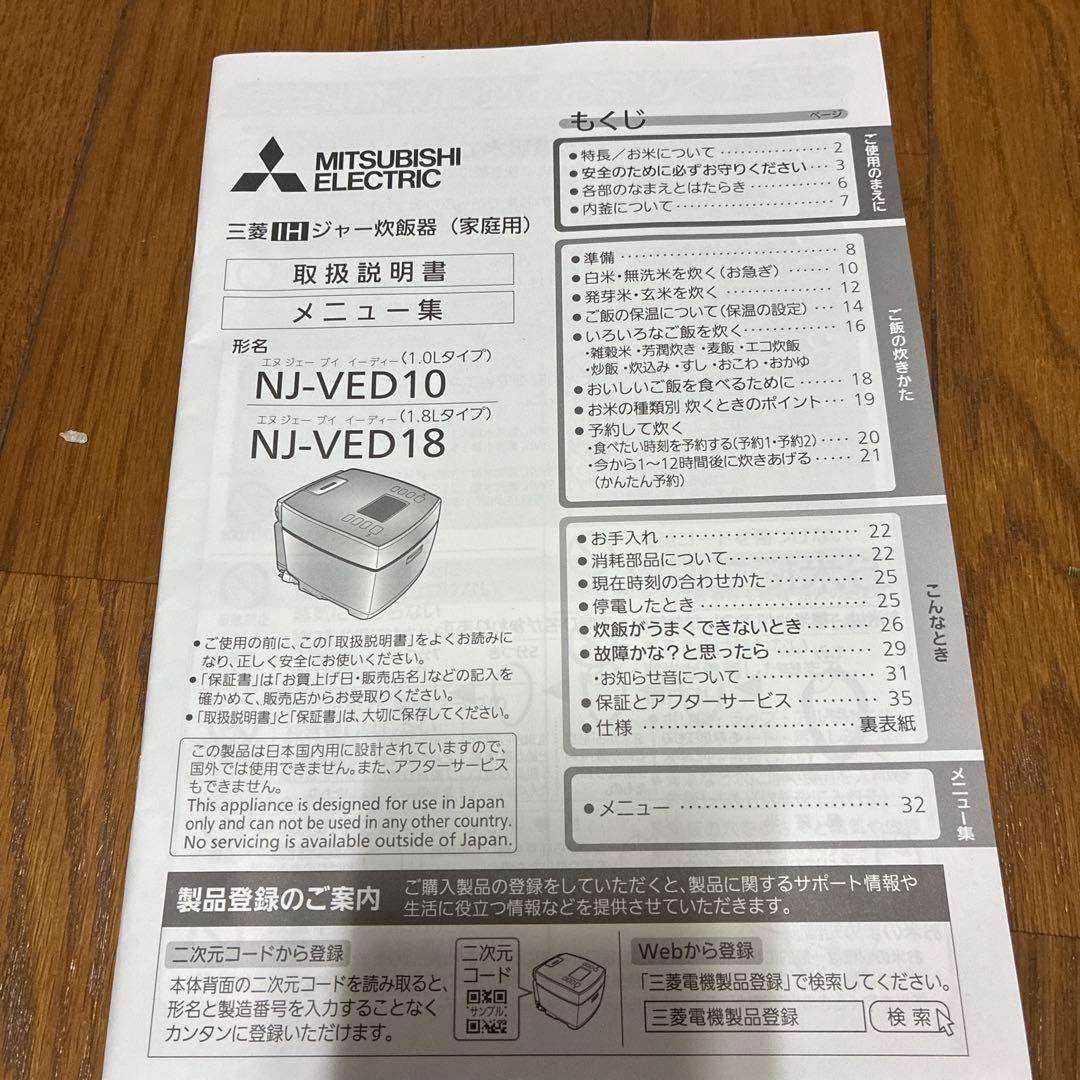 MITSUBISHI
ELECTRIC
三菱IHジャー炊飯器（家庭用）
取扱説明書
メニュー集
形名
エヌ ジェー ブイ イーディー（1.0Lタイプ）
NJ-VED10
エヌ ジェー ブイ イーディー（1.8Lタイプ）
NJ-VED18
●ご使用の前に、この「取扱説明書」をよくお読みに
なり、正しく安全にお使いください。
●「保証書」は「お買上げ日・販売店名」などの記入を
確かめて、販売店からお受取りください。
●「取扱説明書」と「保証書」は、大切に保存してください。
この製品は日本国内用に設計されていますので、
国外では使用できません。また、アフターサービス
もできません。
This appliance is designed for use in Japan
only and can not be used in any other country.
No servicing is available outside of Japan.
もくじ
ページ
ご使用のまえに
●特長／お米について ‥‥‥‥‥‥ 2
●安全のために必ずお守りください‥‥ 3
●各部のなまえとはたらき ‥‥‥‥ 6
●内釜について‥‥‥‥‥‥‥‥ 7
ご飯の炊きかた
●準備 ‥‥‥‥‥‥‥‥‥‥ 8
●白米・無洗米を炊く（お急ぎ） ‥‥‥ 10
●発芽米・玄米を炊く ‥‥‥‥‥‥ 12
●ご飯の保温について（保温の設定） ‥‥ 14
●いろいろなご飯を炊く‥‥‥‥‥ 16
・雑穀米・芳潤炊き・麦飯・エコ炊飯
・炒飯・炊込み・すし・おこわ・おかゆ
●おいしいご飯を食べるために ‥‥‥ 18
●お米の種類別 炊くときのポイント‥‥ 19
●予約して炊く
・食べたい時刻を予約する（予約1・予約2）‥‥ 20
・今から1〜12時間後に炊きあげる‥‥‥ 21
（かんたん予約）
こんなとき
●お手入れ ‥‥‥‥‥‥‥‥‥ 22
●消耗部品について‥‥‥‥‥‥ 22
●現在時刻の合わせかた‥‥‥‥‥ 25
●停電したとき ‥‥‥‥‥‥‥‥ 25
●炊飯がうまくできないとき ‥‥‥‥ 26
●故障かな？と思ったら ‥‥‥‥‥ 29
・お知らせ音について ‥‥‥‥‥ 31
●保証とアフターサービス ‥‥‥‥ 35
●仕様 ‥‥‥‥‥‥‥‥‥‥ 裏表紙
メニュー集
●メニュー ‥‥‥‥‥‥‥‥‥ 32
製品登録のご案内
ご購入製品の登録をしていただくと、製品に関するサポート情報や
生活に役立つ情報などを提供させていただきます。
二次元コードから登録
本体背面の二次元コードを読み取ると、
形名と製造番号を入力することなく
カンタンに登録いただけます。
二次元
コード
サンプル
Webから登録
「三菱電機製品登録」で検索してください。
三菱電機製品登録
検索